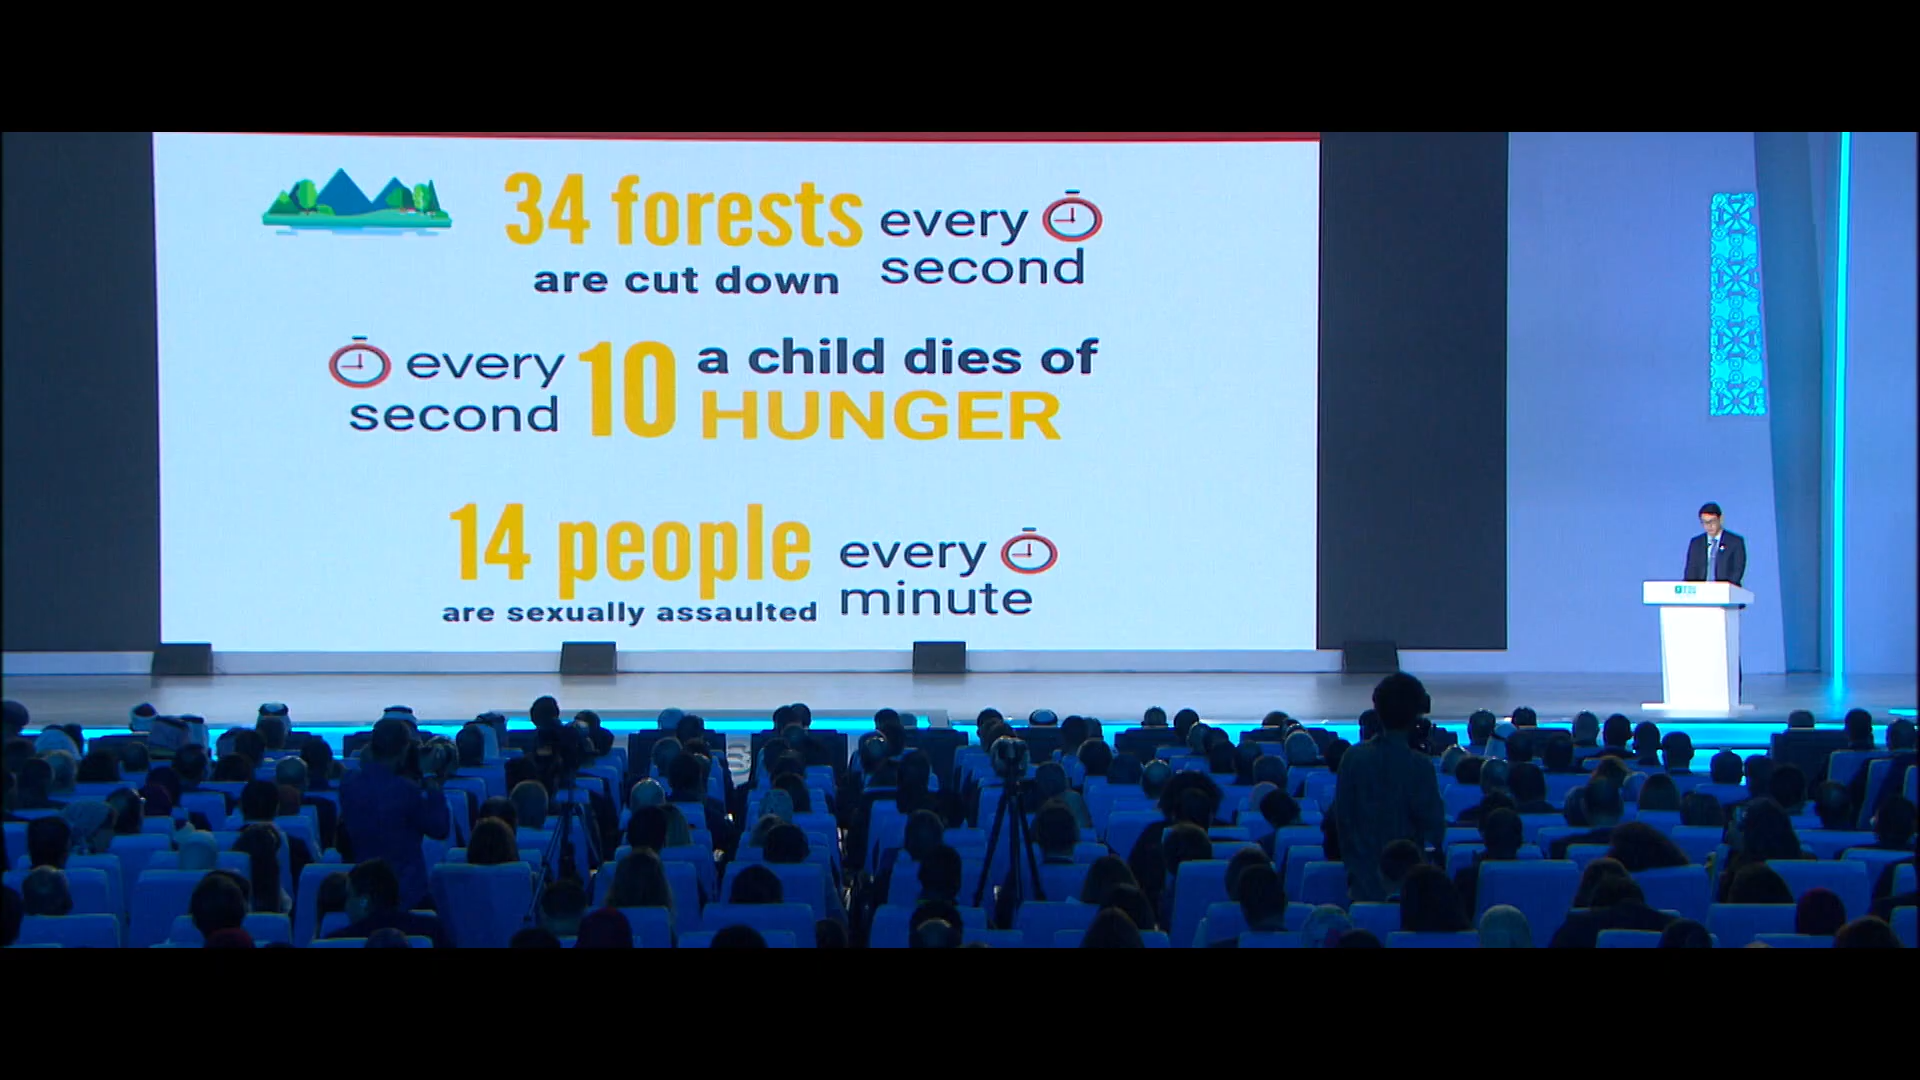 34 forests every
are cut down second
every 10 a child dies of
second HUNGER
14 people every
are sexually assaulted minute